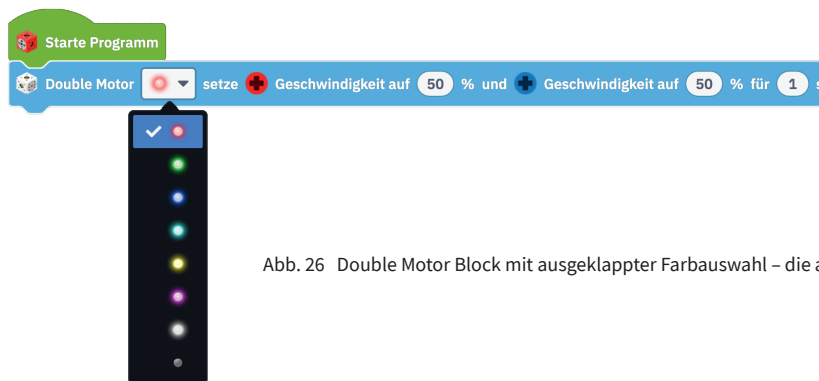 Starte Programm
Double Motor setze Geschwindigkeit auf 50 % und Geschwindigkeit auf 50 % für 1 s
Abb. 26 Double Motor Block mit ausgeklappter Farbauswahl – die a